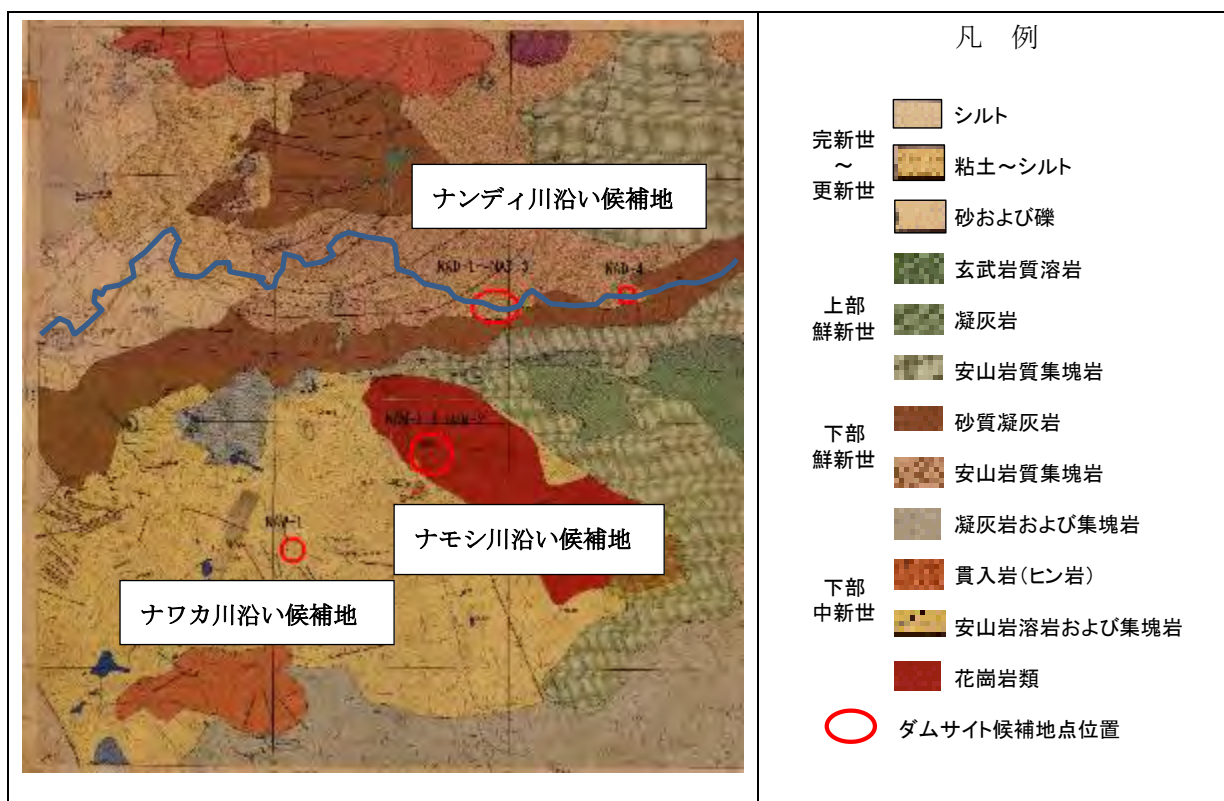 ナンディ川沿い候補地
NAD-4
ナモシ川沿い候補地
ナワカ川沿い候補地
凡 例
完新世
～
更新世
シルト
粘土～シルト
砂および礫
上部
鮮新世
玄武岩質溶岩
凝灰岩
安山岩質集塊岩
下部
鮮新世
砂質凝灰岩
安山岩質集塊岩
凝灰岩および集塊岩
下部
中新世
貫入岩（ヒン岩）
安山岩溶岩および集塊岩
花崗岩類
ダムサイト候補地点位置